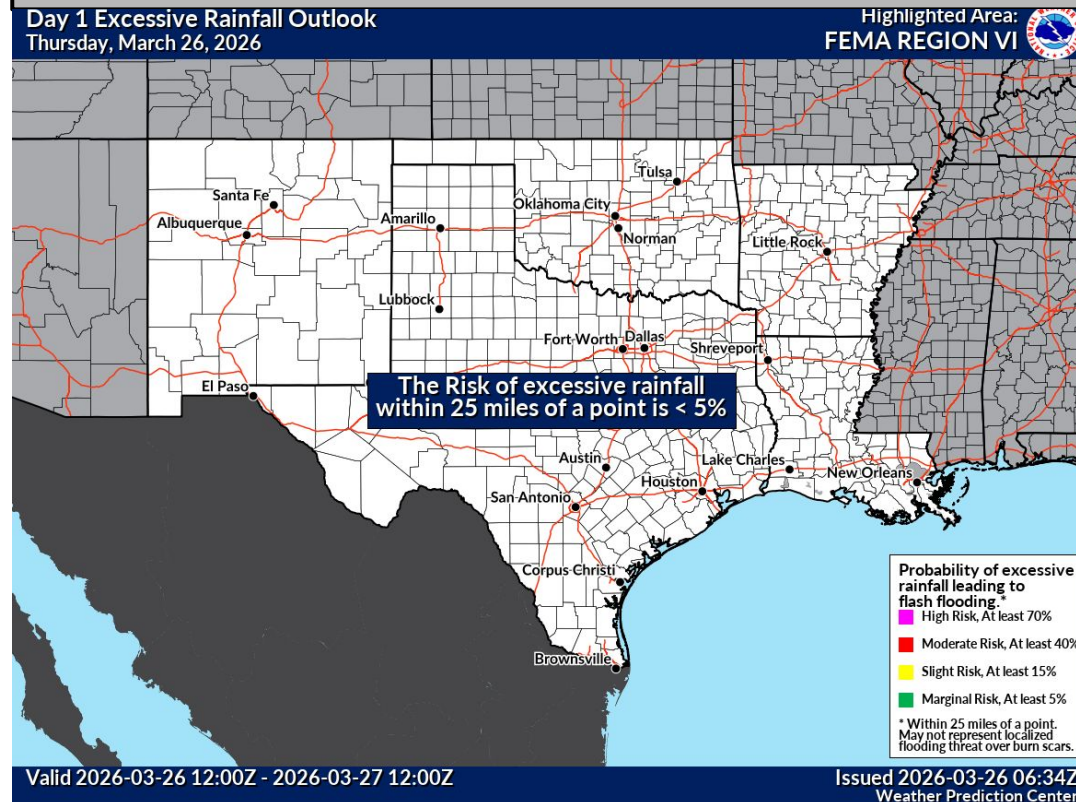 Day 1 Excessive Rainfall Outlook
Thursday, March 26, 2026
Highlighted Area:
FEMA REGION VI
Santa Fe
Albuquerque
Amarillo
Lubbock
Tulsa
Oklahoma City
Norman
Little Rock
Fort Worth
Dallas
Shreveport
El Paso
The Risk of excessive rainfall
within 25 miles of a point is < 5%
Austin
San Antonio
Houston
Lake Charles
New Orleans
Corpus Christi
Brownsville
Probability of excessive
rainfall leading to
flash flooding.*
High Risk, At least 70%
Moderate Risk, At least 40%
Slight Risk, At least 15%
Marginal Risk, At least 5%
* Within 25 miles of a point.
May not represent localized
flooding threat over burn scars.
Valid 2026-03-26 12:00Z - 2026-03-27 12:00Z
Issued 2026-03-26 06:34Z
Weather Prediction Center